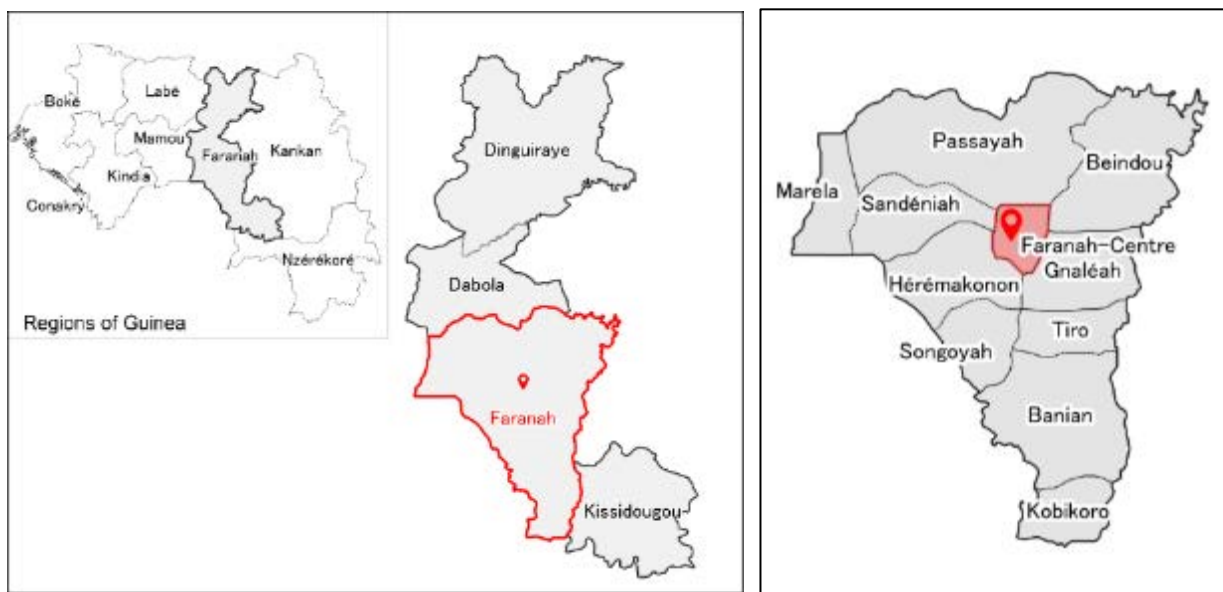 Boké
Labé
Mamou
Faranah
Kankan
Kindia
Conakry
Nzérékoré
Regions of Guinea
Dinguiraye
Dabola
Faranah
Kissidougou
Passayah
Beindou
Marela
Sandéniah
Faranah-Centre
Gnaléah
Hérémakonon
Tiro
Songoyah
Banian
Kobikoro